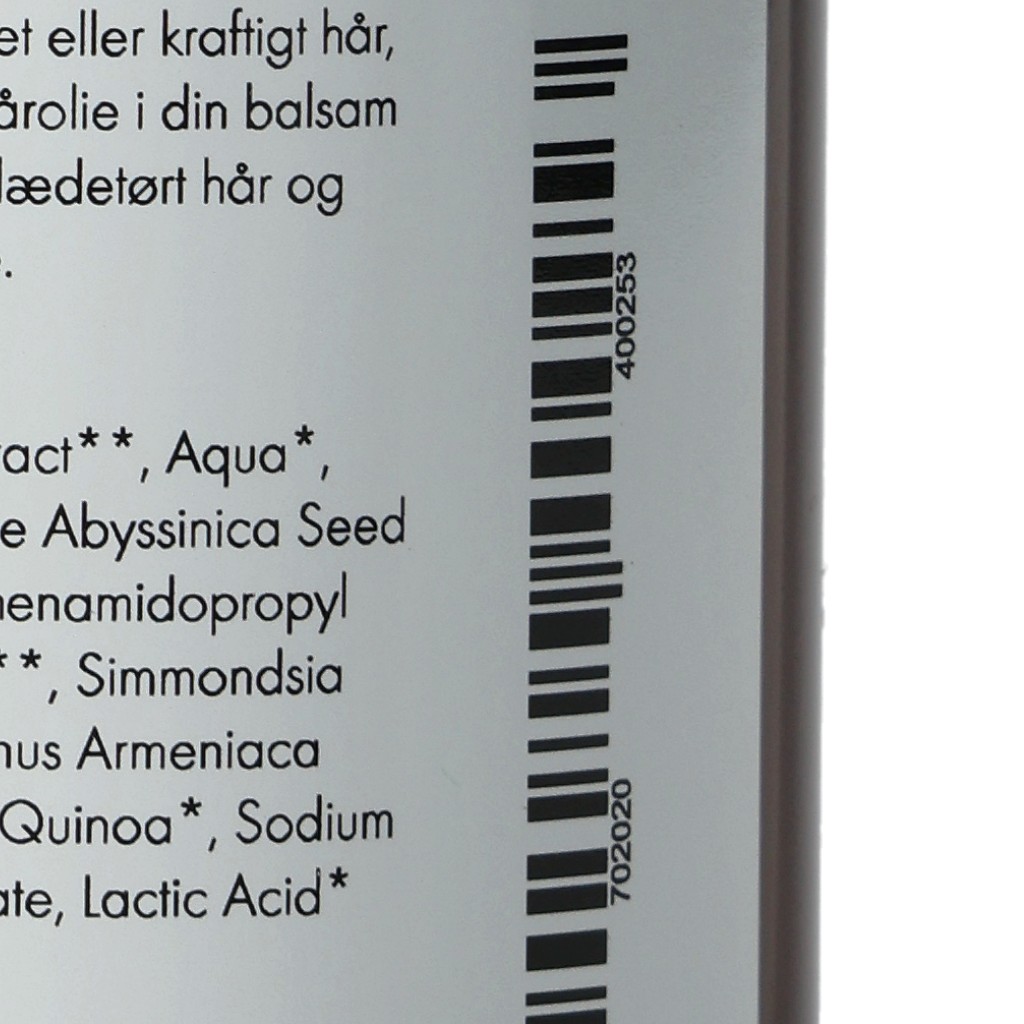 et eller kraftigt hår,
årolie i din balsam
lædetørt hår og
.
act**, Aqua*,
e Abyssinica Seed
enamidopropyl
**, Simmondsia
nus Armeniaca
Quinoa*, Sodium
ate, Lactic Acid*
702020
400253